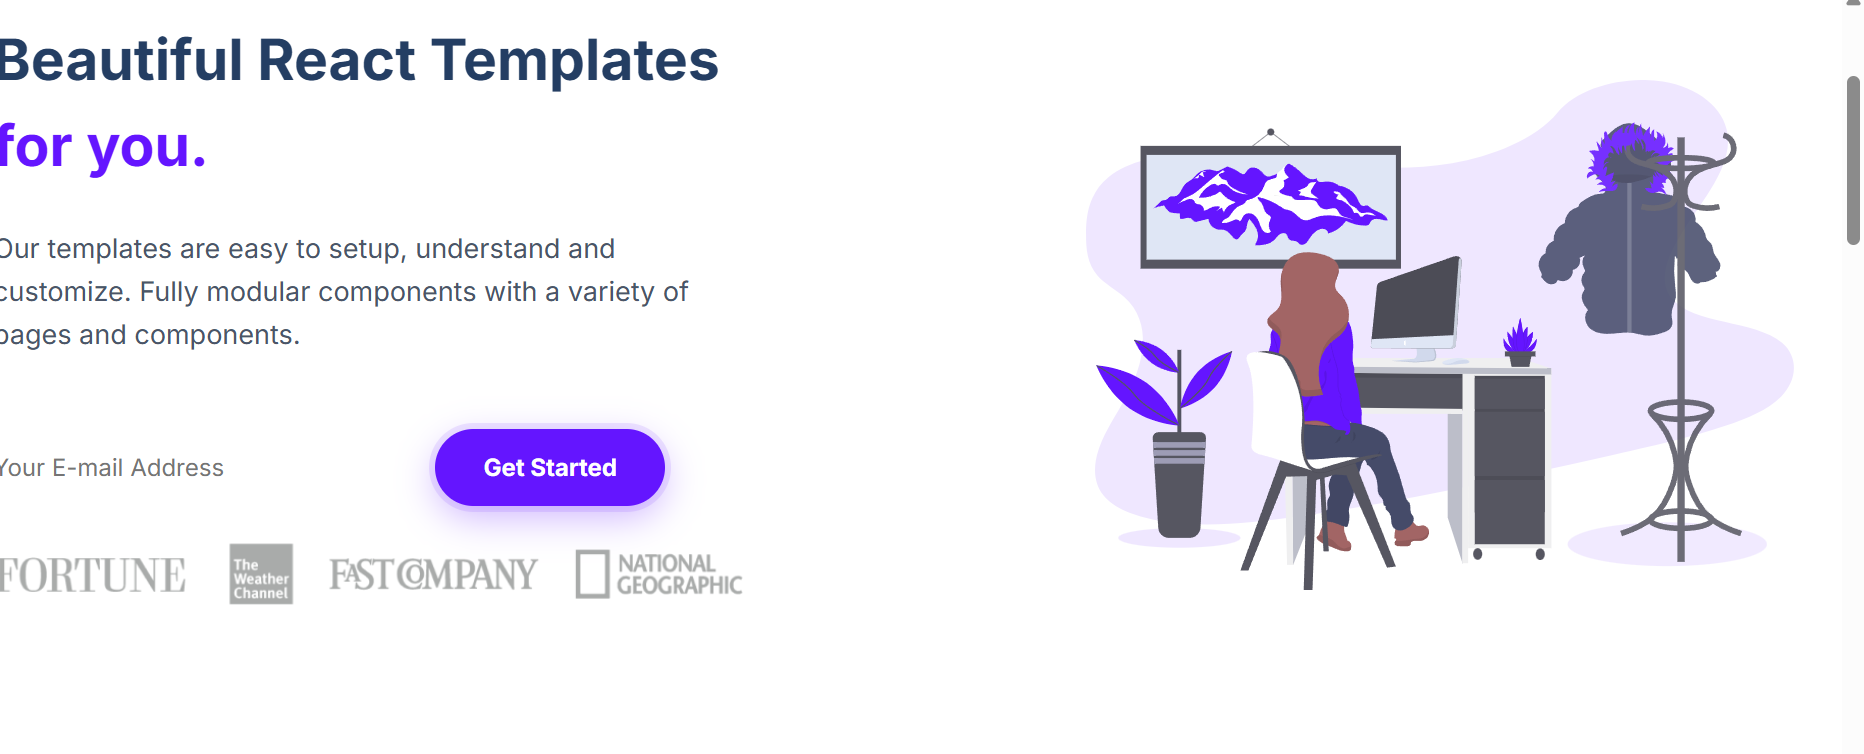 Beautiful React Templates
for you.
Our templates are easy to setup, understand and
customize. Fully modular components with a variety of
pages and components.
Your E-mail Address
Get Started
FORTUNE
The
Weather
Channel
FAST COMPANY
NATIONAL
GEOGRAPHIC